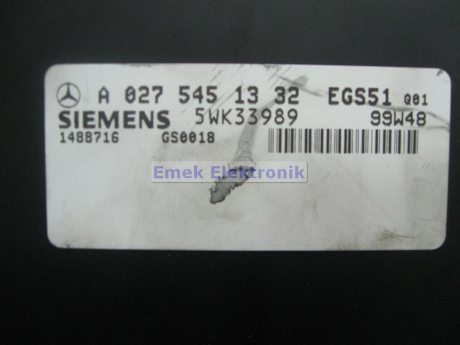 A 027 545 13 32 EGS51 Q01
SIEMENS 5WK33989 99W48
1488716 GS0018
Emek Elektronik